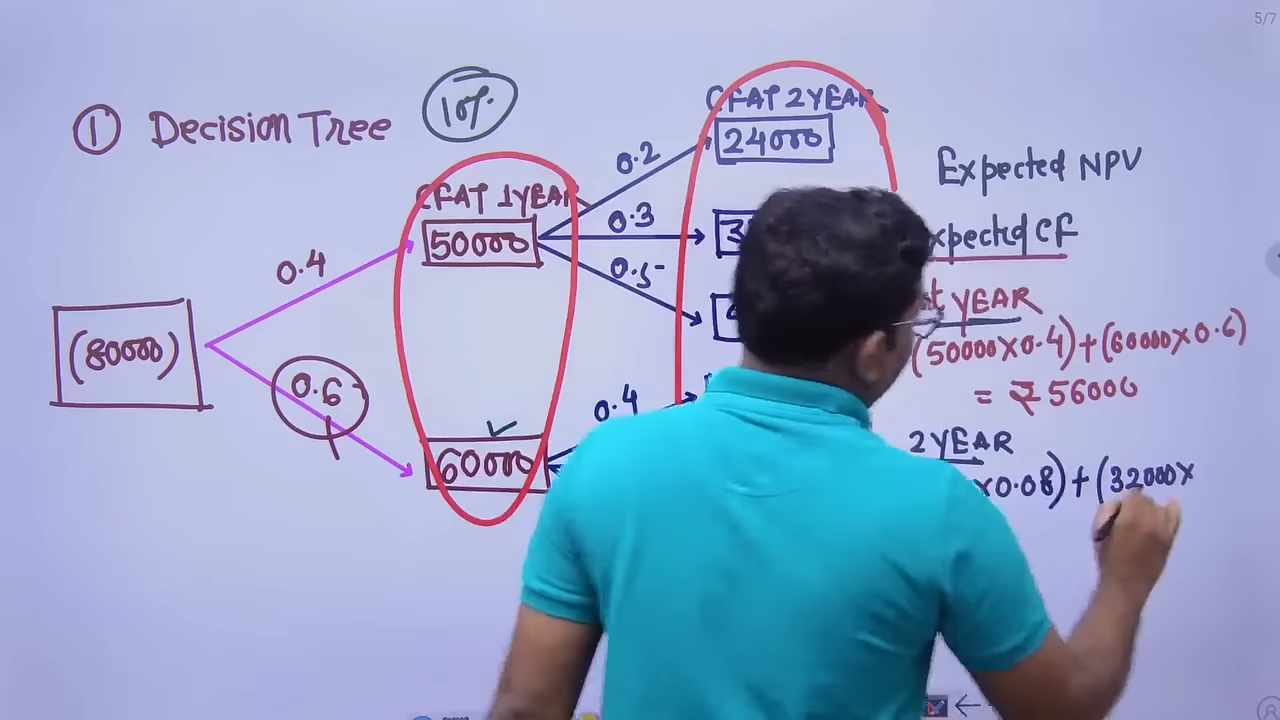 5/7
① Decision Tree
10%
(80000)
0.4
0.6
CFAT 1YEAR
50000
60000
0.2
0.3
0.5
0.4
CFAT 2YEAR
24000
Expected NPV
xpected CF
YEAR
(50000×0.4)+(60000×0.6)
= ₹ 56000
2 YEAR
×0.08)+(32000×